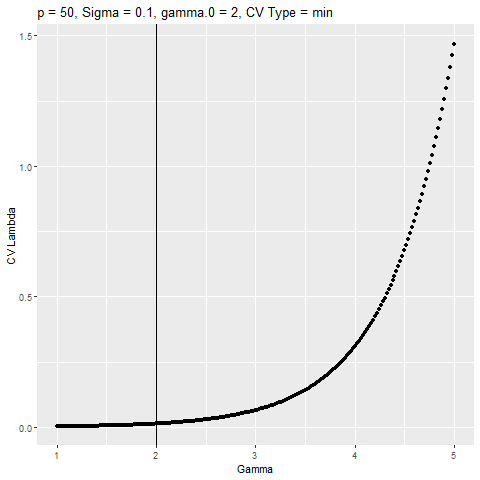 p = 50, Sigma = 0.1, gamma.0 = 2, CV Type = min
1.5
1.0
0.5
0.0
CV Lambda
1 2 3 4 5
Gamma